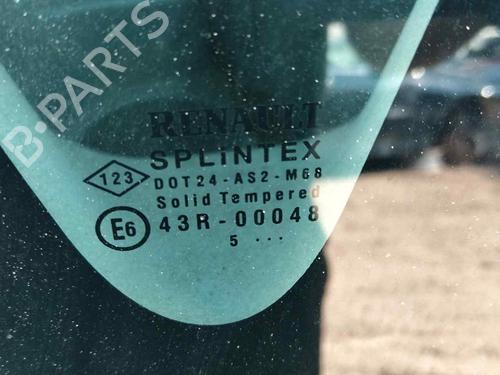 B-PARTS
RENAULT
SPLINTEX
123
DOT24-AS2-M68
Solid Tempered
E6 43R-00048
5 ...